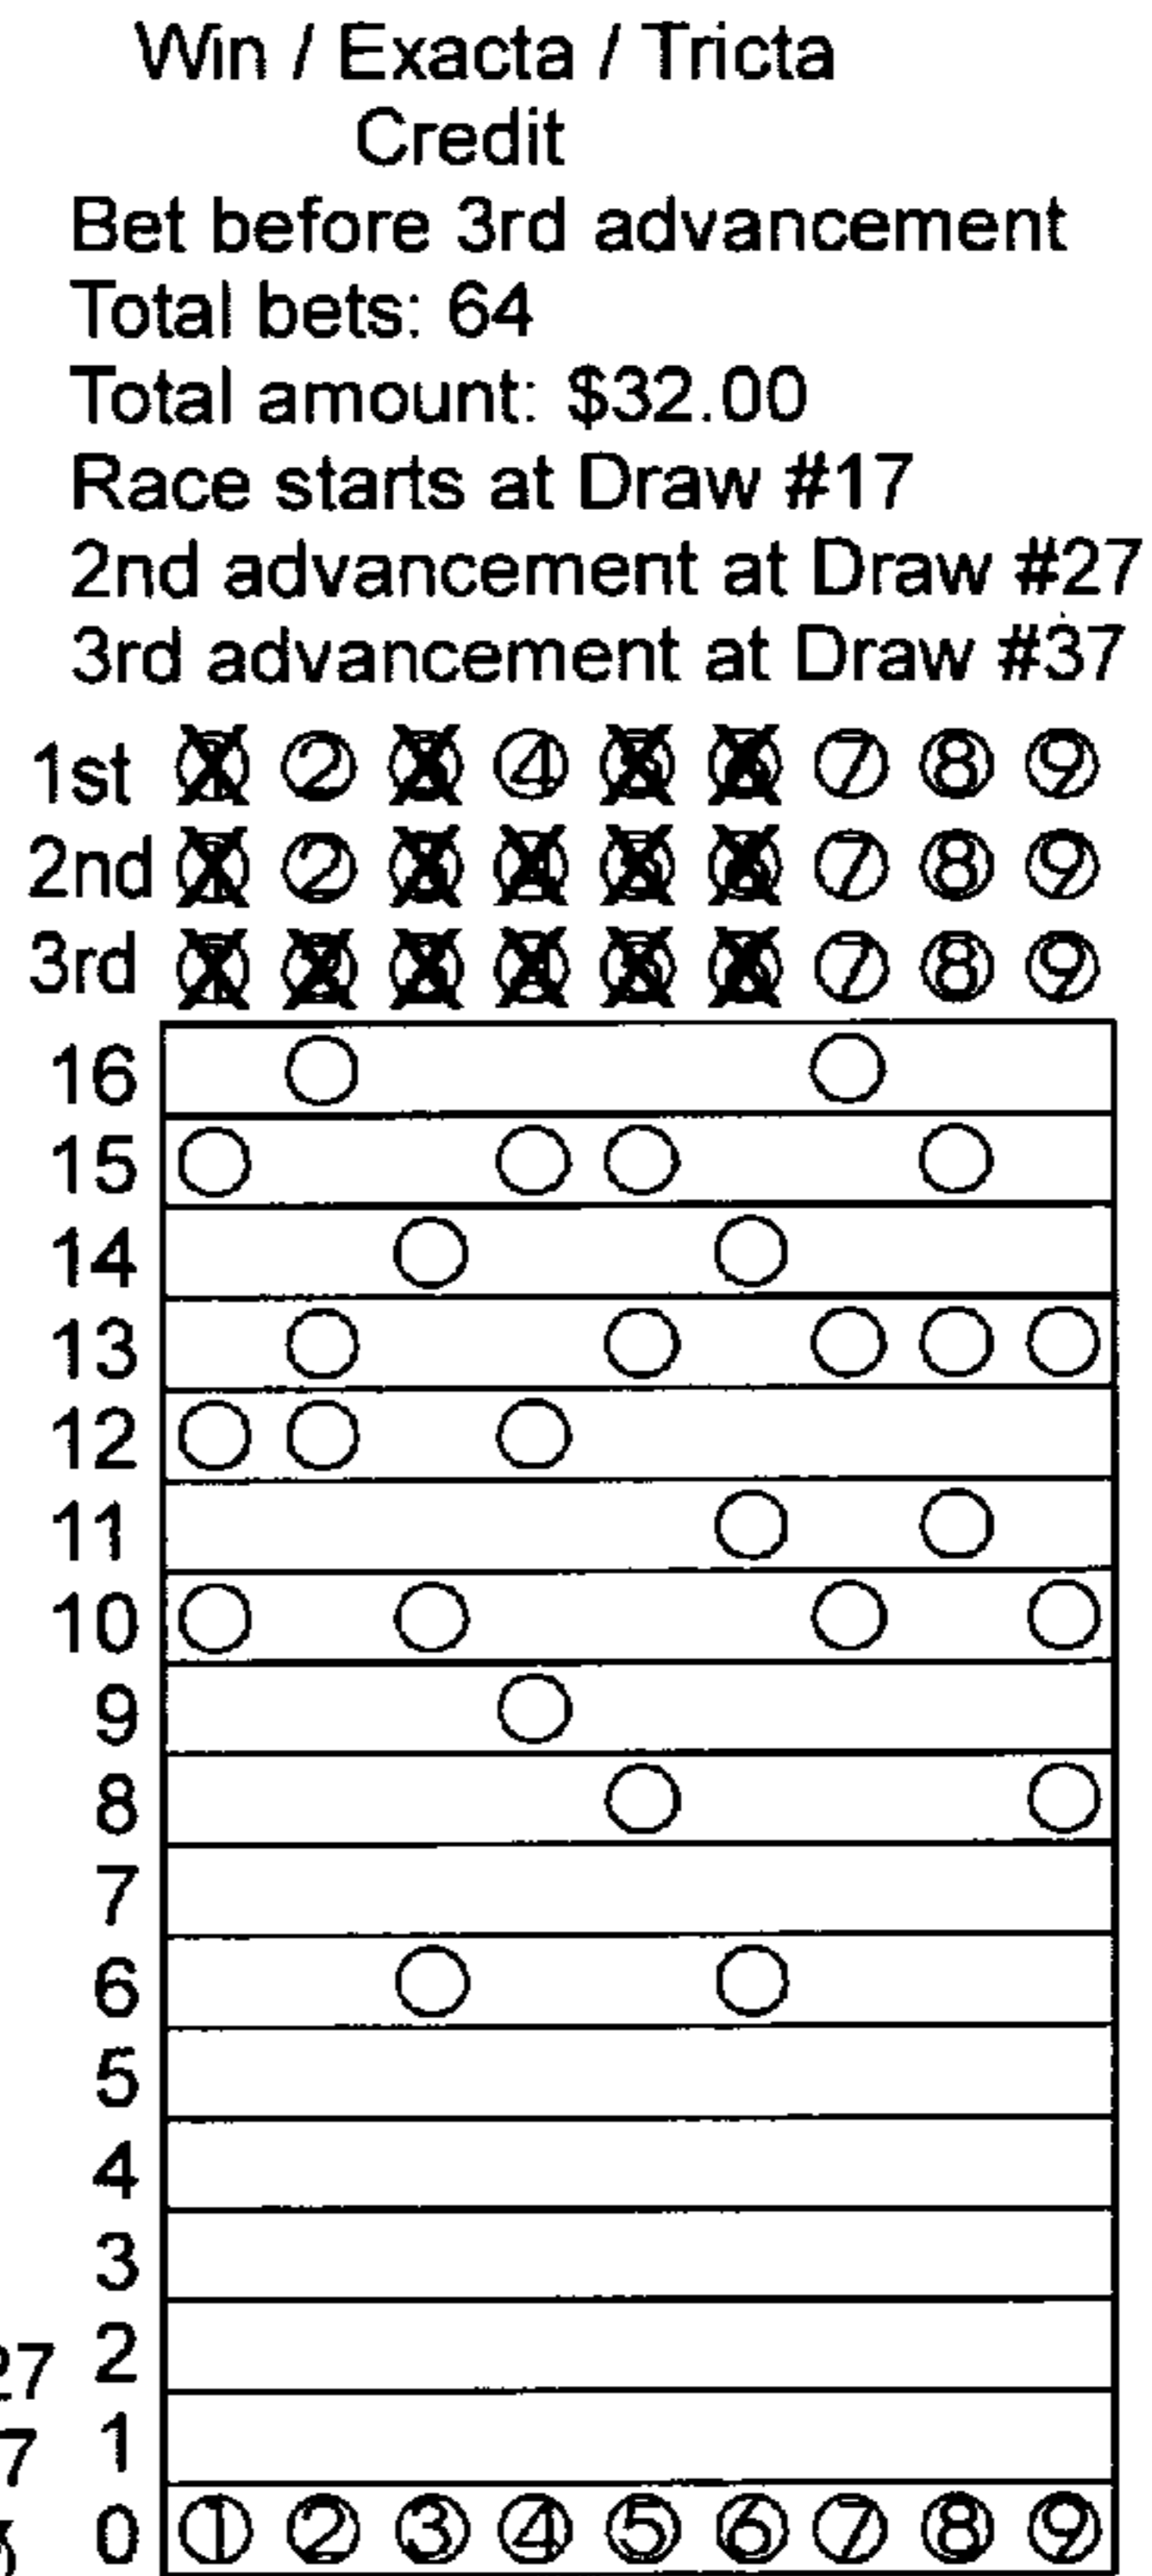 Win / Exacta / Tricta
Credit
Bet before 3rd advancement
Total bets: 64
Total amount: $32.00
Race starts at Draw #17
2nd advancement at Draw #27
3rd advancement at Draw #37
1st 1 2 3 4 5 6 7 8 9
2nd 1 2 3 4 5 6 7 8 9
3rd 1 2 3 4 5 6 7 8 9
16
15
14
13
12
11
10
9
8
7
6
5
4
3
27 2
7 1
0 1 2 3 4 5 6 7 8 9